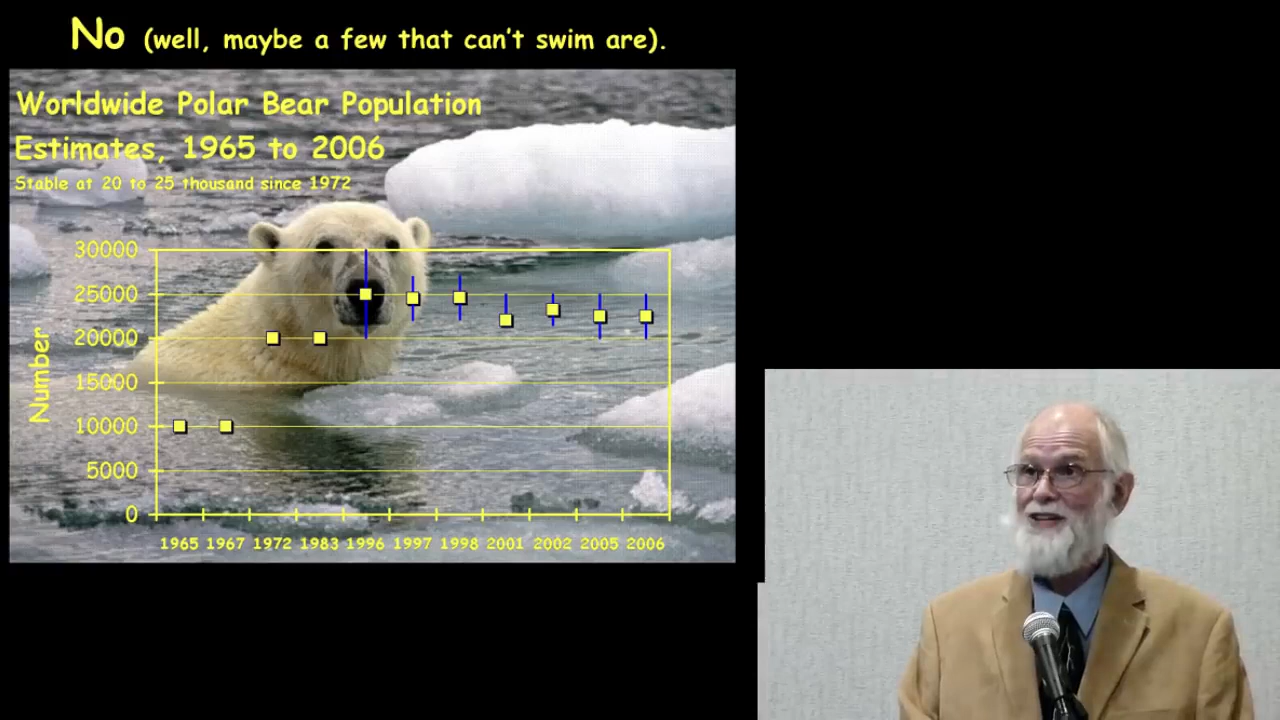 No (well, maybe a few that can't swim are).
Worldwide Polar Bear Population
Estimates, 1965 to 2006
Stable at 20 to 25 thousand since 1972
30000
25000
20000
15000
10000
5000
0
Number
1965 1967 1972 1983 1996 1997 1998 2001 2002 2005 2006